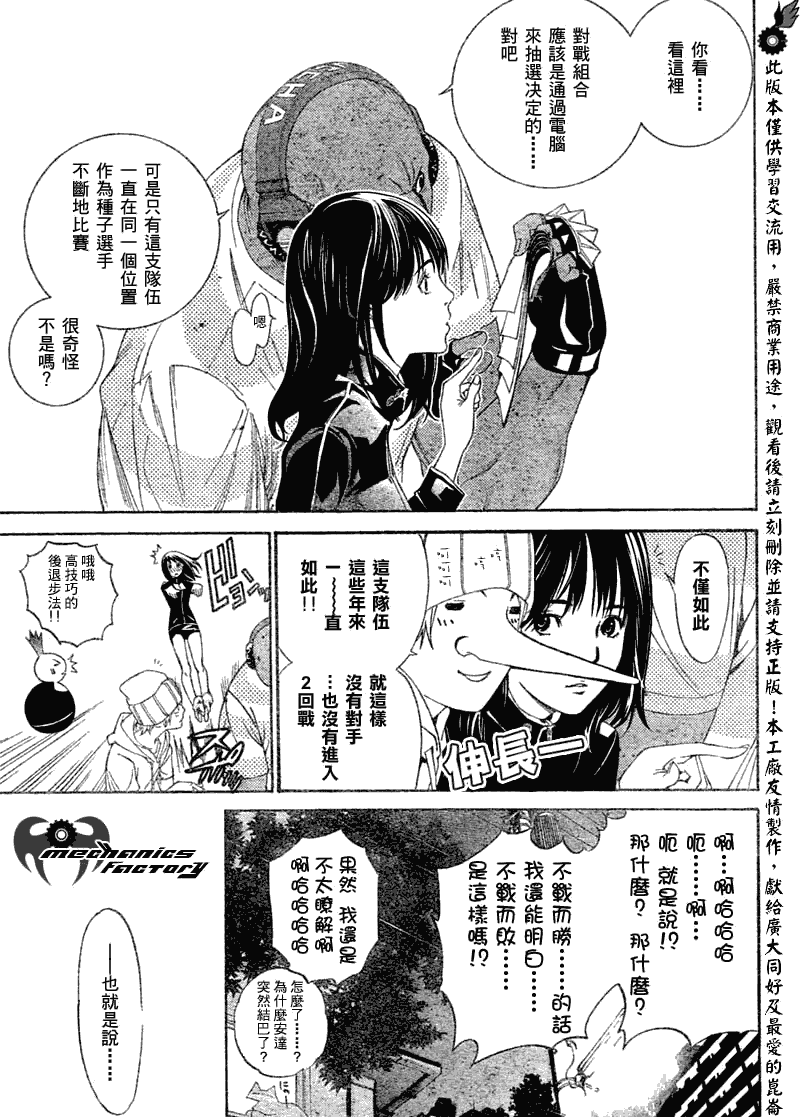 你看……
看這裡
對戰組合
應該是通過電腦
來抽選決定的……
對吧
可是只有這支隊伍
一直在同一個位置
作為種子選手
不斷地比賽
嗯
很奇怪
不是嗎？
不僅如此
吖
吖
吖
這支隊伍
這些年來
一~~~直
如此!!
就這樣
沒有對手
…也沒有進入
2回戰
伸長一
哦哦
高技巧的
後退步法!!
啊…啊哈哈哈
呃……啊…
呃 就是說!?
那什麼？那什麼？
不戰而勝……的話
我還能明白……
不戰而敗……
是這樣嗎!?
果然 我還是
不太瞭解啊
啊哈哈哈哈
怎麼了……？
為什麼安達
突然結巴了？
——也就是說……
mechanics
factory
此版本僅供學習交流用，嚴禁商業用途，觀看後請立刻刪除並請支持正版！本工廠友情製作，獻給廣大同好及最愛的崑崙